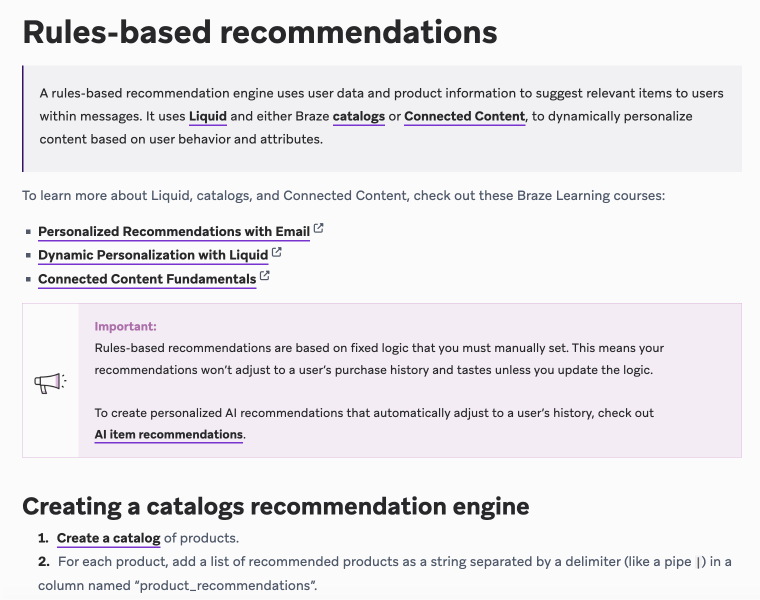 Rules-based recommendations
A rules-based recommendation engine uses user data and product information to suggest relevant items to users
within messages. It uses Liquid and either Braze catalogs or Connected Content, to dynamically personalize
content based on user behavior and attributes.
To learn more about Liquid, catalogs, and Connected Content, check out these Braze Learning courses:
Personalized Recommendations with Email
Dynamic Personalization with Liquid
Connected Content Fundamentals
Important:
Rules-based recommendations are based on fixed logic that you must manually set. This means your
recommendations won’t adjust to a user’s purchase history and tastes unless you update the logic.
To create personalized AI recommendations that automatically adjust to a user’s history, check out
AI item recommendations.
Creating a catalogs recommendation engine
1. Create a catalog of products.
2. For each product, add a list of recommended products as a string separated by a delimiter (like a pipe |) in a
column named “product_recommendations”.